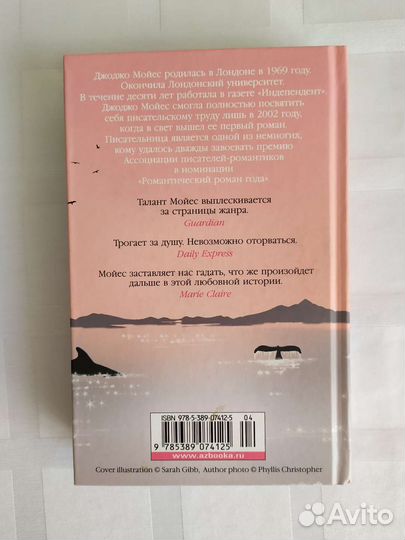 Джоджо Мойес родилась в Лондоне в 1969 году.
Окончила Лондонский университет.
В течение десяти лет работала в газете «Индепендент».
Джоджо Мойес смогла полностью посвятить
себя писательскому труду лишь в 2002 году,
когда в свет вышел ее первый роман.
Писательница является одной из немногих,
кому удалось дважды завоевать премию
Ассоциации писателей-романтиков
в номинации
«Романтический роман года».
Талант Мойес выплескивается
за страницы жанра.
Guardian
Трогает за душу. Невозможно оторваться.
Daily Express
Мойес заставляет нас гадать, что же произойдет
дальше в этой любовной истории.
Marie Claire
ISBN 978-5-389-07412-5
04
9 785389 074125
www.azbooka.ru
Cover illustration © Sarah Gibb, Author photo © Phyllis Christopher
Avito